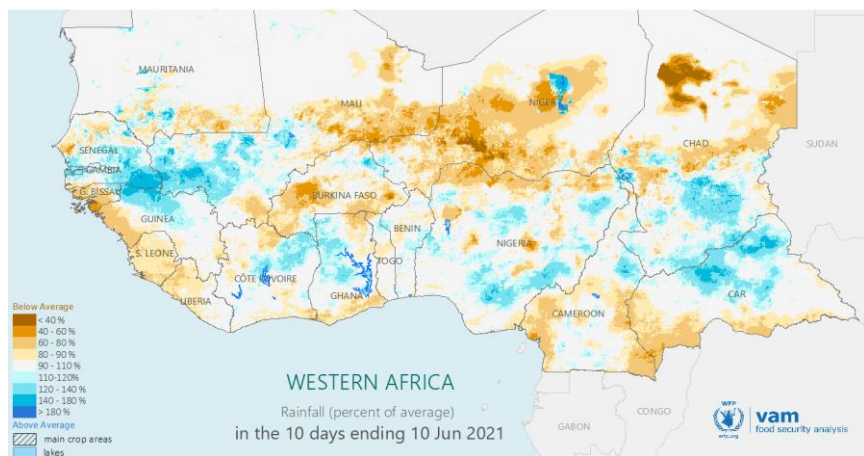 MAURITANIA
MALI
NIGER
CHAD
SUDAN
SENEGAL
GAMBIA
G. BISSAU
GUINEA
BURKINA FASO
BENIN
NIGERIA
S. LEONE
LIBERIA
CÔTE D'IVOIRE
GHANA
TOGO
CAMEROON
CAR
GABON
CONGO
Below Average
< 40 %
40 - 60 %
60 - 80 %
80 - 90 %
90 - 110 %
110-120%
120 - 140 %
140 - 180 %
> 180 %
Above Average
main crop areas
lakes
WESTERN AFRICA
Rainfall (percent of average)
in the 10 days ending 10 Jun 2021
WFP
wfp.org
vam
food security analysis